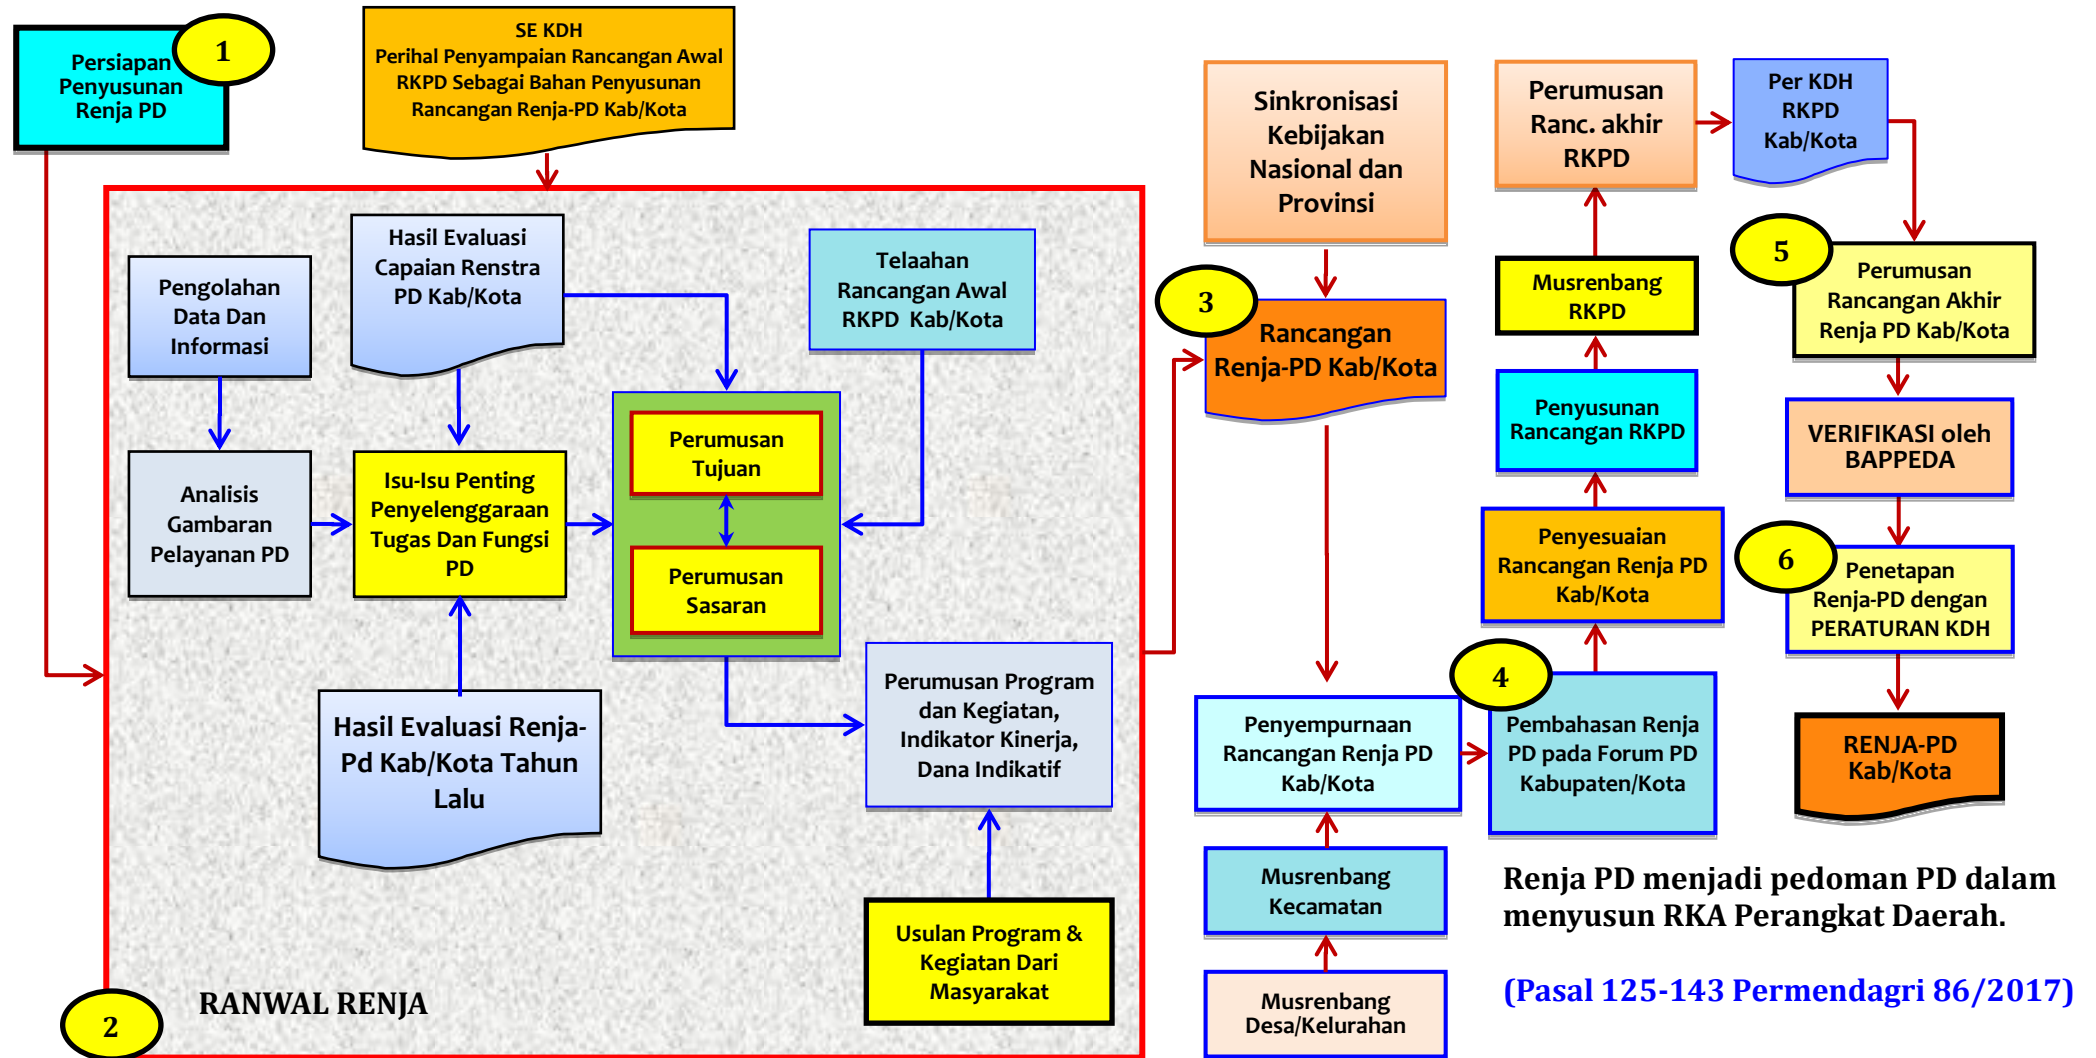 1
Persiapan
Penyusunan
Renja PD
SE KDH
Perihal Penyampaian Rancangan Awal
RKPD Sebagai Bahan Penyusunan
Rancangan Renja-PD Kab/Kota
Pengolahan
Data Dan
Informasi
Hasil Evaluasi
Capaian Renstra
PD Kab/Kota
Telaahan
Rancangan Awal
RKPD Kab/Kota
Analisis
Gambaran
Pelayanan PD
Isu-Isu Penting
Penyelenggaraan
Tugas Dan Fungsi
PD
Perumusan
Tujuan
Perumusan
Sasaran
Hasil Evaluasi Renja-
Pd Kab/Kota Tahun
Lalu
Perumusan Program
dan Kegiatan,
Indikator Kinerja,
Dana Indikatif
Usulan Program &
Kegiatan Dari
Masyarakat
2
RANWAL RENJA
Sinkronisasi
Kebijakan
Nasional dan
Provinsi
3
Rancangan
Renja-PD Kab/Kota
Penyempurnaan
Rancangan Renja PD
Kab/Kota
Musrenbang
Kecamatan
Musrenbang
Desa/Kelurahan
4
Pembahasan Renja
PD pada Forum PD
Kabupaten/Kota
Penyesuaian
Rancangan Renja PD
Kab/Kota
Penyusunan
Rancangan RKPD
Musrenbang
RKPD
Perumusan
Ranc. akhir
RKPD
Per KDH
RKPD
Kab/Kota
5
Perumusan
Rancangan Akhir
Renja PD Kab/Kota
VERIFIKASI oleh
BAPPEDA
6
Penetapan
Renja-PD dengan
PERATURAN KDH
RENJA-PD
Kab/Kota
Renja PD menjadi pedoman PD dalam
menyusun RKA Perangkat Daerah.
(Pasal 125-143 Permendagri 86/2017)